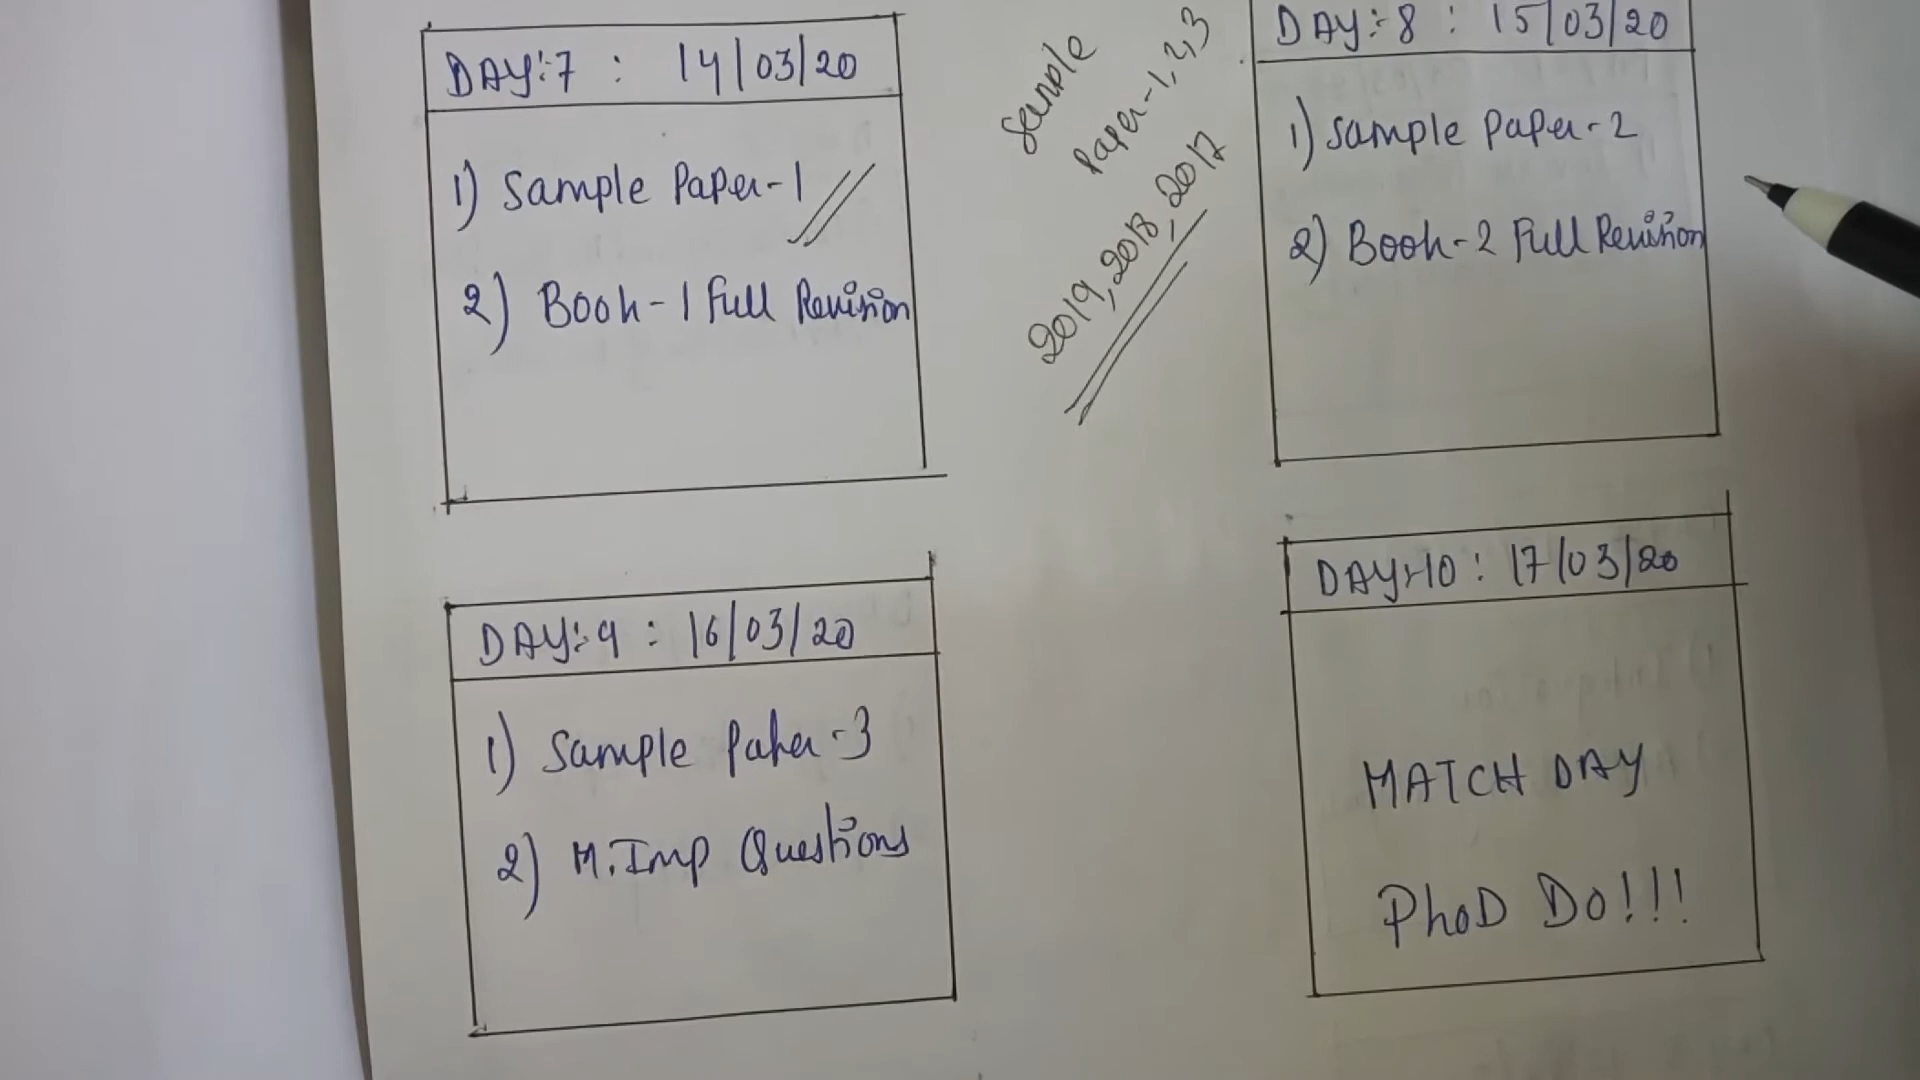 DAY:-7 : 14/03/20
1) Sample Paper-1
2) Book-1 Full Revision
Sample
Paper-1,2,3
2019, 2018, 2017
DAY:-8 : 15/03/20
1) Sample Paper-2
2) Book-2 Full Revision
DAY:-9 : 16/03/20
1) Sample Paper-3
2) M.Imp Questions
DAY:-10 : 17/03/20
MATCH DAY
PhoD Do!!!